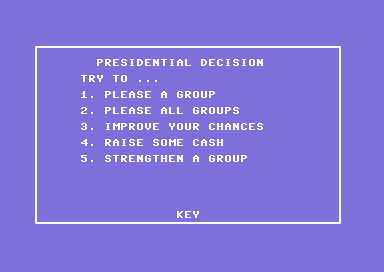 PRESIDENTIAL DECISION
TRY TO ...
1. PLEASE A GROUP
2. PLEASE ALL GROUPS
3. IMPROVE YOUR CHANCES
4. RAISE SOME CASH
5. STRENGTHEN A GROUP
KEY